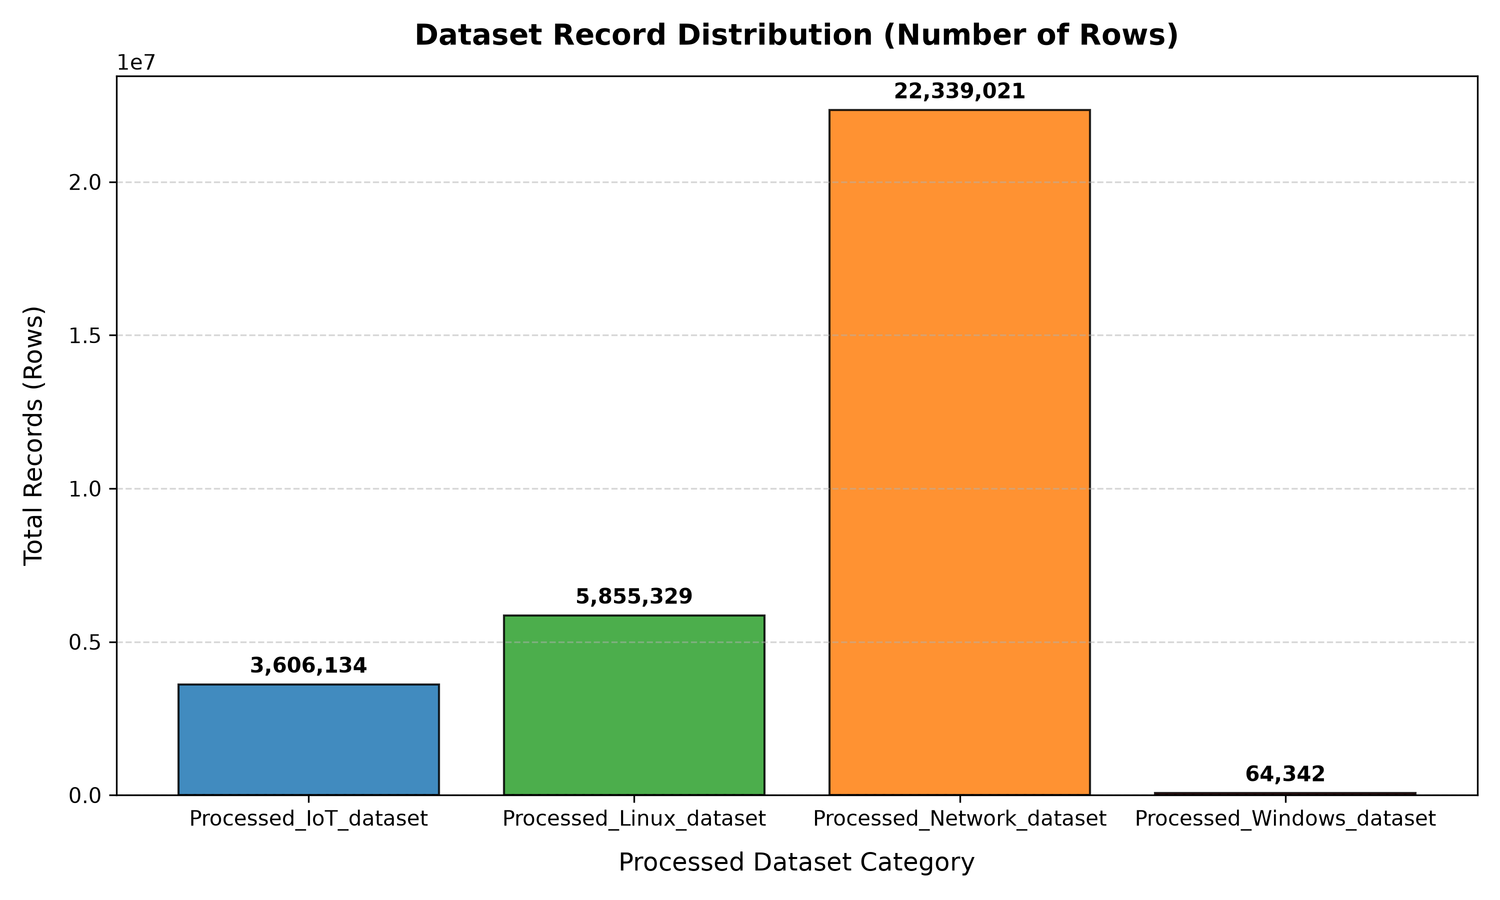 Dataset Record Distribution (Number of Rows)
1e7
22,339,021
2.0
1.5
1.0
5,855,329
0.5
3,606,134
64,342
0.0
Total Records (Rows)
Processed_IoT_dataset
Processed_Linux_dataset
Processed_Network_dataset
Processed_Windows_dataset
Processed Dataset Category